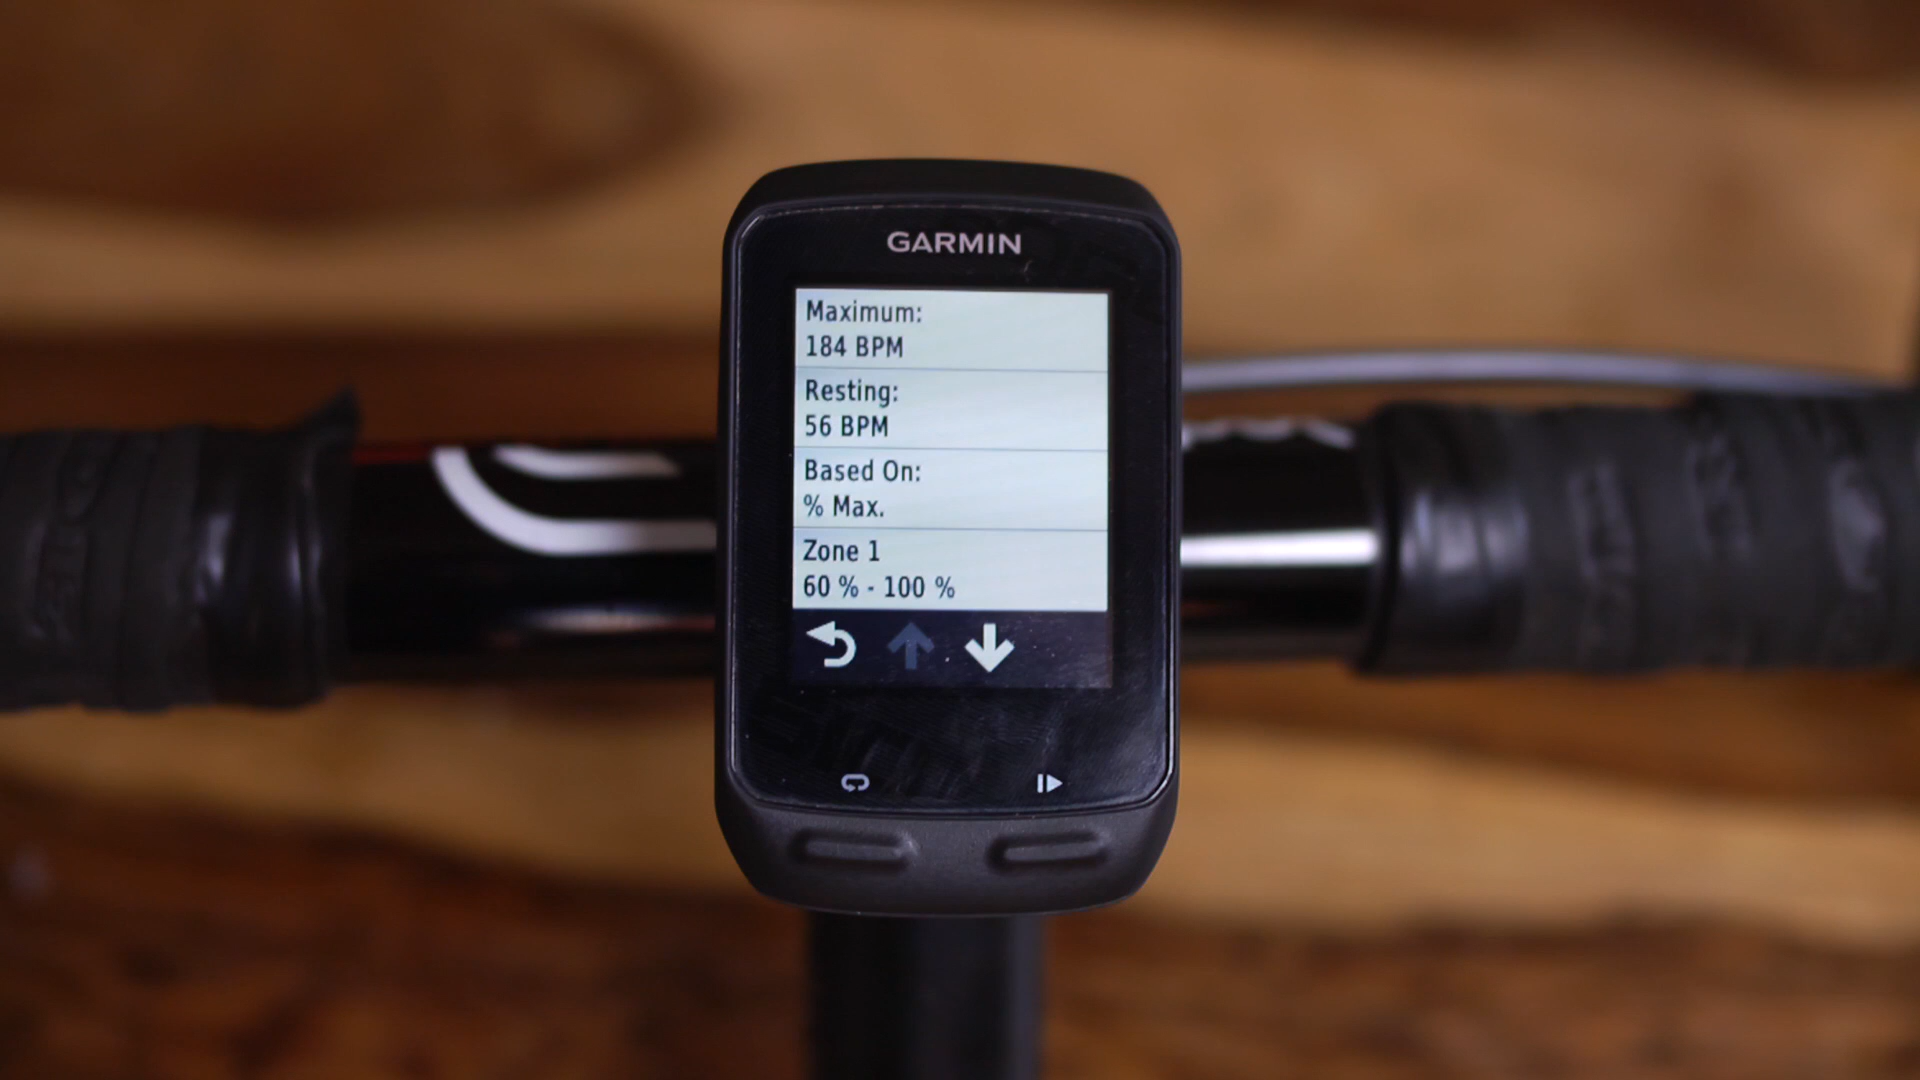 GARMIN
Maximum:
184 BPM
Resting:
56 BPM
Based On:
% Max.
Zone 1
60 % - 100 %